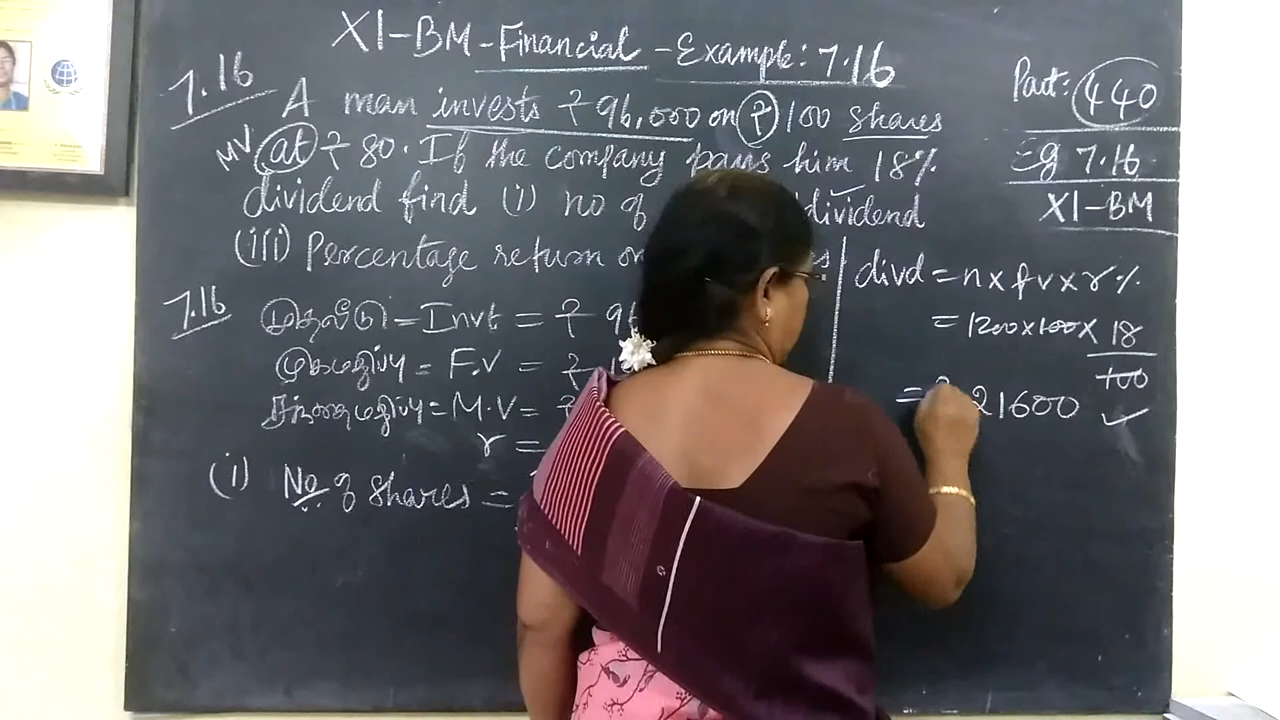 XI-BM-Financial-Example: 7.16
7.16 A man invests ₹ 96,000 on ₹ 100 shares
MV at ₹ 80. If the company pays him 18%
dividend find (i) no of dividend
(iii) Percentage return on
Part: 440
Eg 7.16
XI-BM
7.16 முதலீடு = Invt = ₹ 96
முகமதிப்பு = F.V = ₹ 1
சந்தைமதிப்பு = M.V = ₹
r =
(i) No. of shares =
divd = n x fv x r %
= 1200 x 100 x 18
100
= 21600 ✓